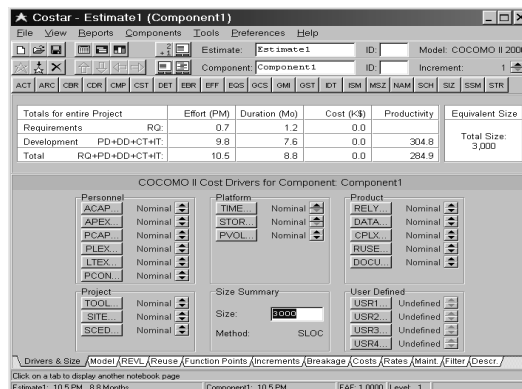 Costar - Estimate1 (Component1)
File View Reports Components Tools Preferences Help
Estimate: Estimate1 ID: Model: COCOMO II 2000
Component: Component1 ID: Increment: 1
ACT ARC CBR CDR CMP CST DET EBR EFF EQS GCS GMI GST IDT ISM MSZ NAM SCH SIZ SSM STR
Totals for entire Project Effort (PM) Duration (Mo) Cost (K$) Productivity Equivalent Size
Requirements RQ: 0.7 1.2 0.0
Development PD+DD+CT+IT: 9.8 7.6 0.0 304.8 Total Size:
Total RQ+PD+DD+CT+IT: 10.5 8.8 0.0 284.9 3,000
COCOMO II Cost Drivers for Component: Component1
Personnel Platform Product
ACAP... Nominal TIME... Nominal RELY... Nominal
APEX... Nominal STOR... Nominal DATA... Nominal
PCAP... Nominal PVOL... Nominal CPLX... Nominal
PLEX... Nominal RUSE... Nominal
LTEX... Nominal DOCU... Nominal
PCON... Nominal
Project Size Summary User Defined
TOOL... Nominal USR1... Undefined
SITE... Nominal Size: 3000 USR2... Undefined
SCED... Nominal USR3... Undefined
Method: SLOC USR4... Undefined
Drivers & Size Model REVL Reuse Function Points Increments Breakage Costs Rates Maint. Filter Descr.
Click on a tab to display another notebook page
Estimate1: 10.5 PM 8.8 Months Component1: 10.5 PM EAF: 1.0000 Level: 1